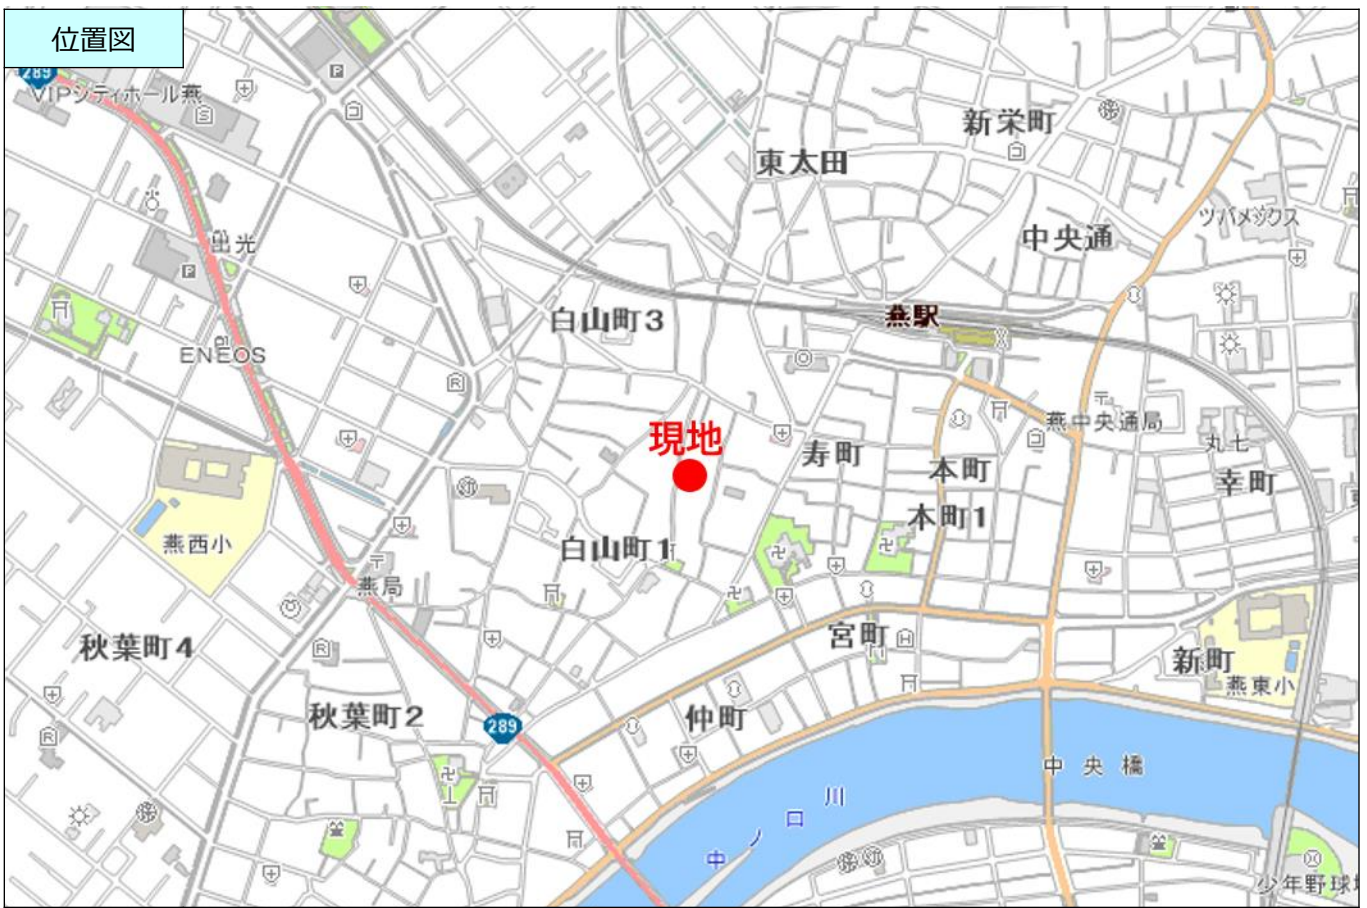 位置図
289
VIPシティホール燕
新栄町
東太田
ツバメックス
中央通
出光
白山町3
燕駅
ENEOS
燕中央通局
現地
寿町
丸七
本町
幸町
本町1
燕西小
白山町1
燕局
宮町
秋葉町4
新町
燕東小
秋葉町2
仲町
289
中央橋
中ノ口川
少年野球場